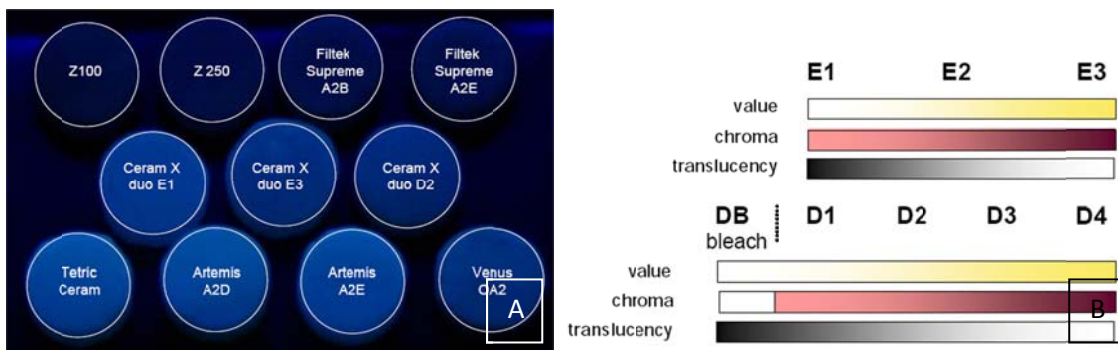 Z100
Z 250
Filtek
Supreme
A2B
Filtek
Supreme
A2E
Ceram X
duo E1
Ceram X
duo E3
Ceram X
duo D2
Tetric
Ceram
Artemis
A2D
Artemis
A2E
Venus
OA2
A
E1 E2 E3
value
chroma
translucency
DB D1 D2 D3 D4
bleach
value
chroma
translucency
B